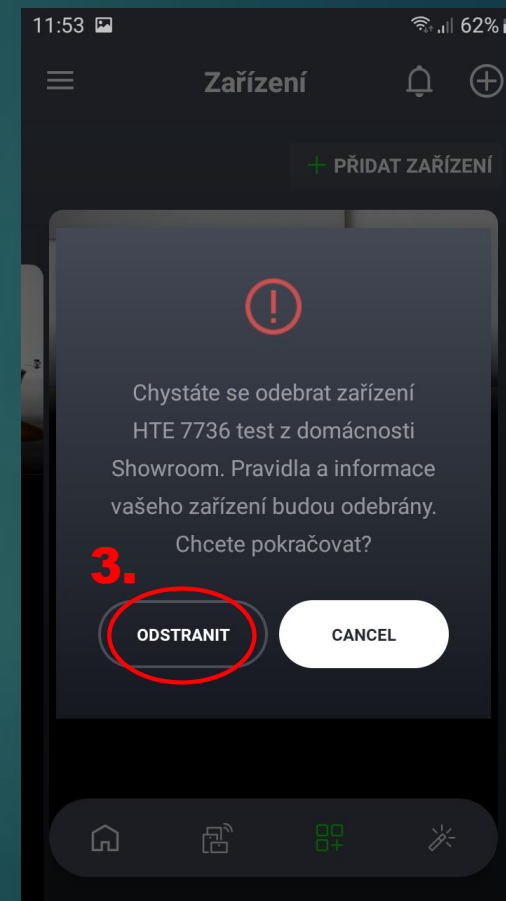 11:53 62%
Zařízení
+ PŘIDAT ZAŘÍZENÍ
Chystáte se odebrat zařízení
HTE 7736 test z domácnosti
Showroom. Pravidla a informace
vašeho zařízení budou odebrány.
Chcete pokračovat?
3.
ODSTRANIT CANCEL